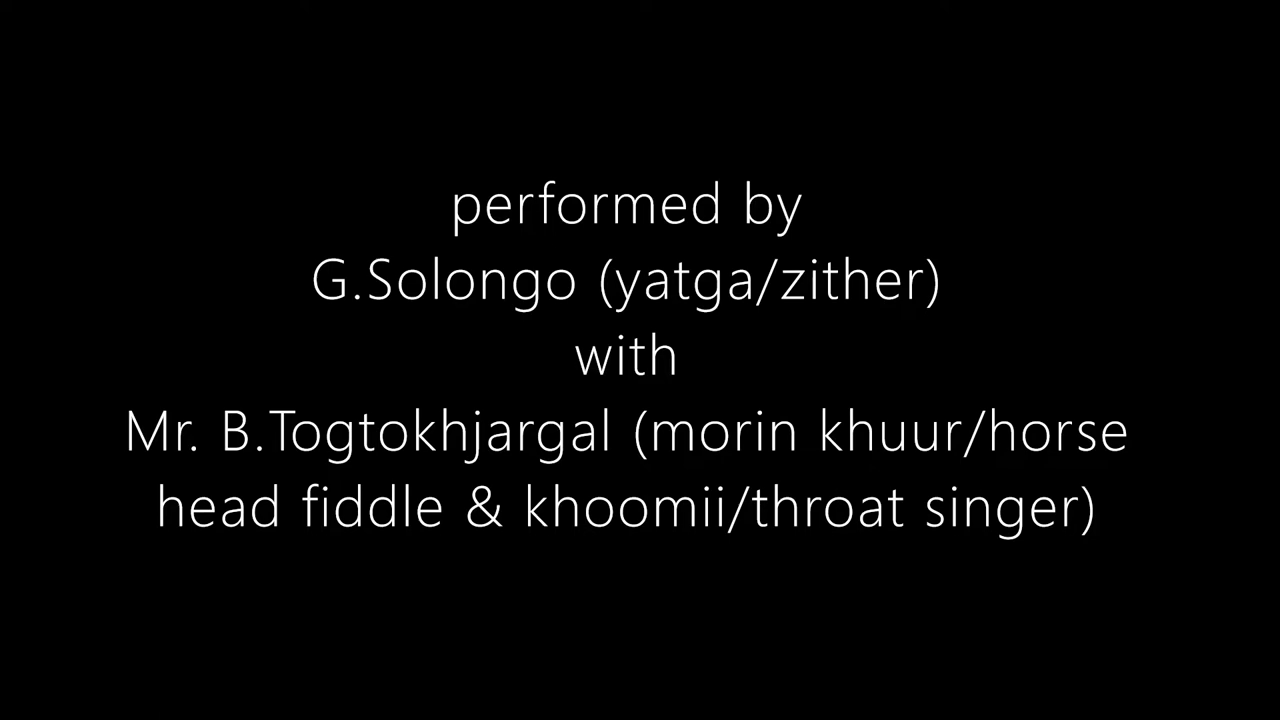 performed by
G.Solongo (yatga/zither)
with
Mr. B.Togtokhjargal (morin khuur/horse
head fiddle & khoomii/throat singer)